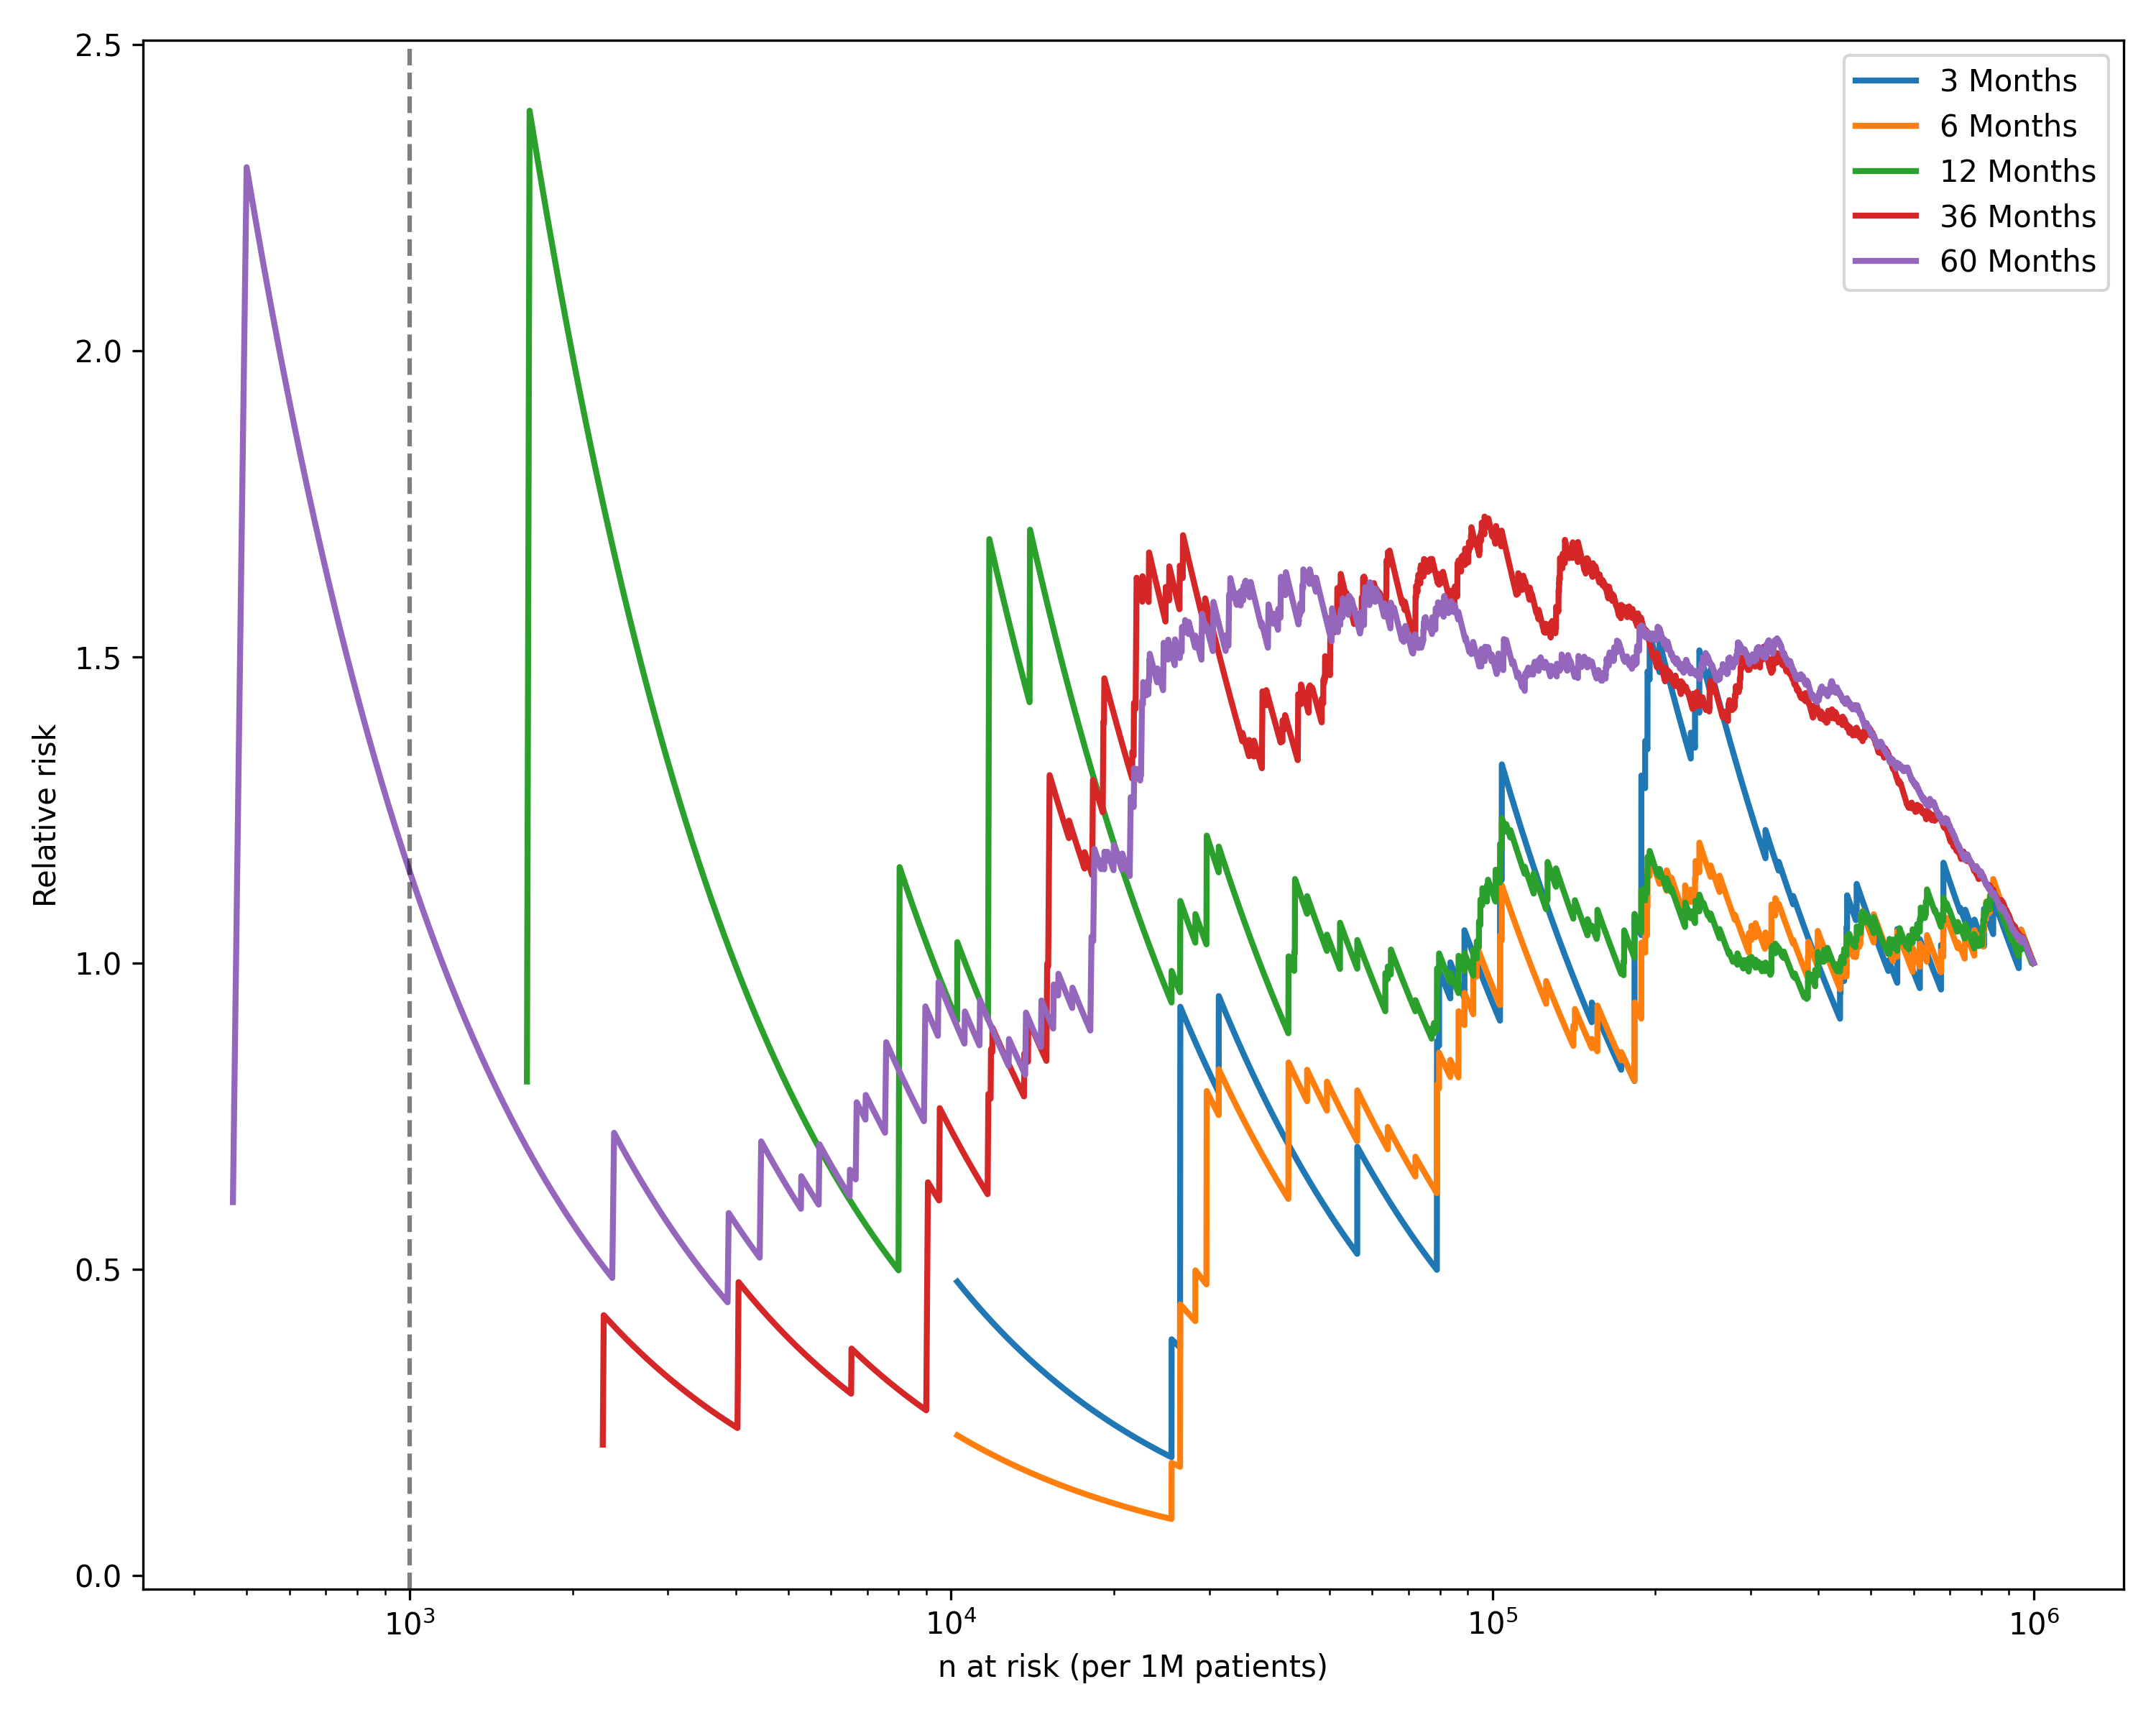 2.5
2.0
1.5
1.0
0.5
0.0
Relative risk
3 Months
6 Months
12 Months
36 Months
60 Months
10³
10⁴
10⁵
10⁶
n at risk (per 1M patients)